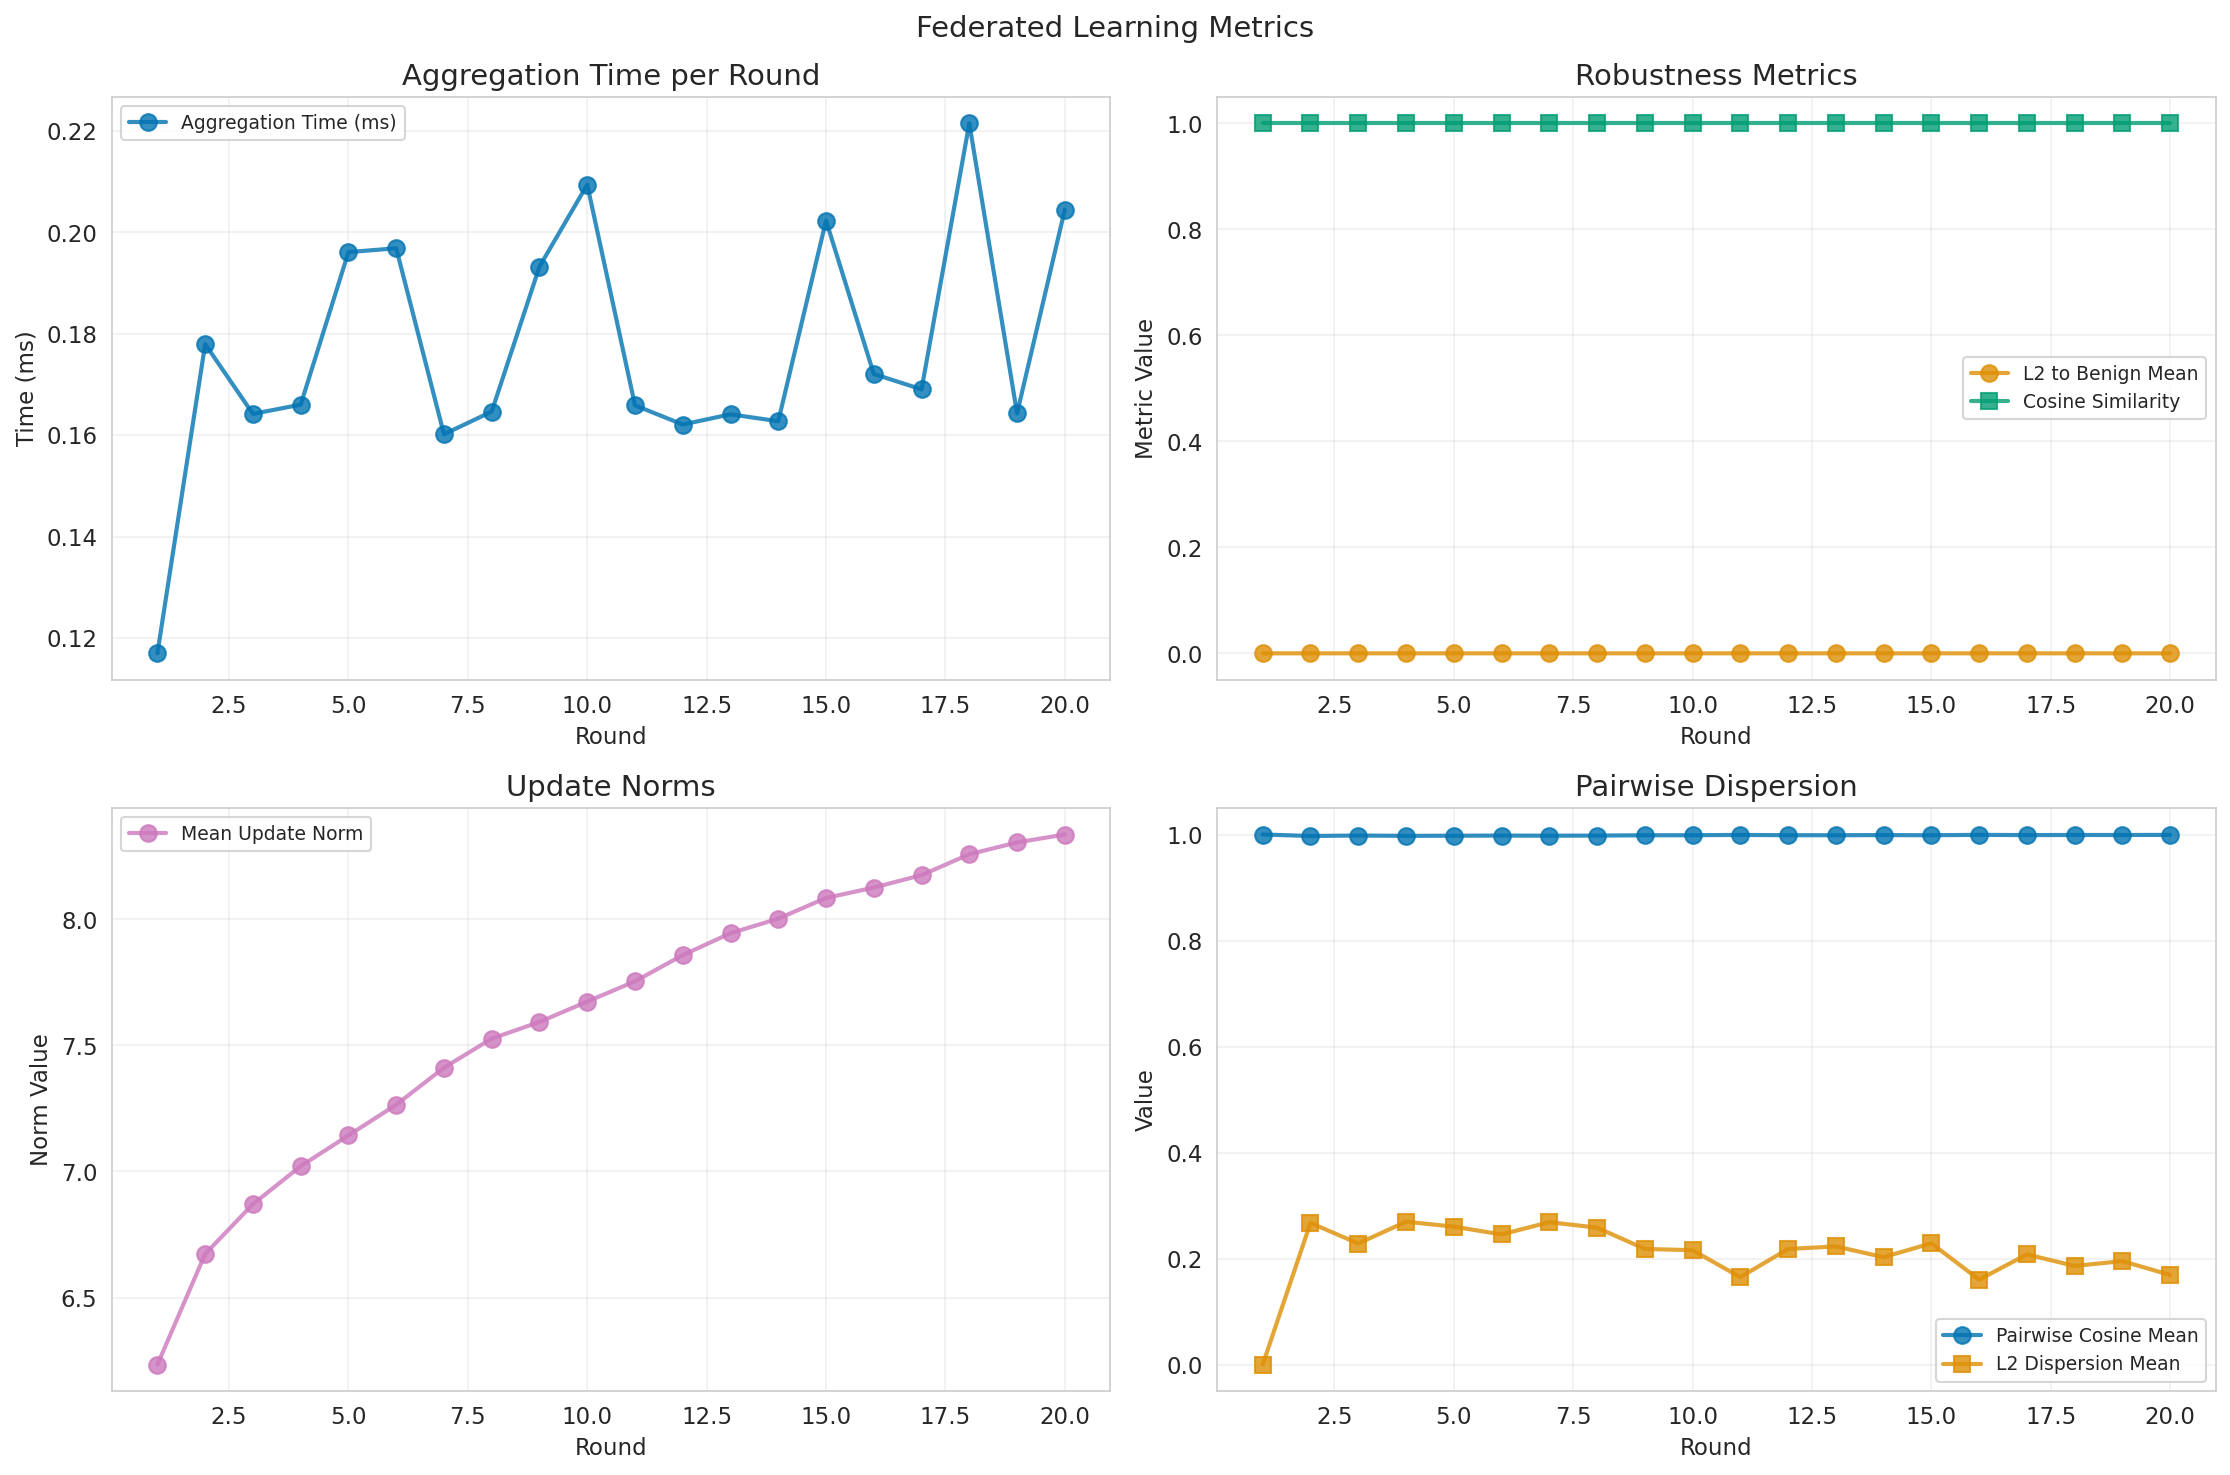 Federated Learning Metrics
Aggregation Time per Round
Aggregation Time (ms)
0.22
0.20
0.18
0.16
0.14
0.12
Time (ms)
2.5 5.0 7.5 10.0 12.5 15.0 17.5 20.0
Round
Robustness Metrics
1.0
0.8
0.6
0.4
0.2
0.0
Metric Value
L2 to Benign Mean
Cosine Similarity
2.5 5.0 7.5 10.0 12.5 15.0 17.5 20.0
Round
Update Norms
Mean Update Norm
8.0
7.5
7.0
6.5
Norm Value
2.5 5.0 7.5 10.0 12.5 15.0 17.5 20.0
Round
Pairwise Dispersion
1.0
0.8
0.6
0.4
0.2
0.0
Value
Pairwise Cosine Mean
L2 Dispersion Mean
2.5 5.0 7.5 10.0 12.5 15.0 17.5 20.0
Round